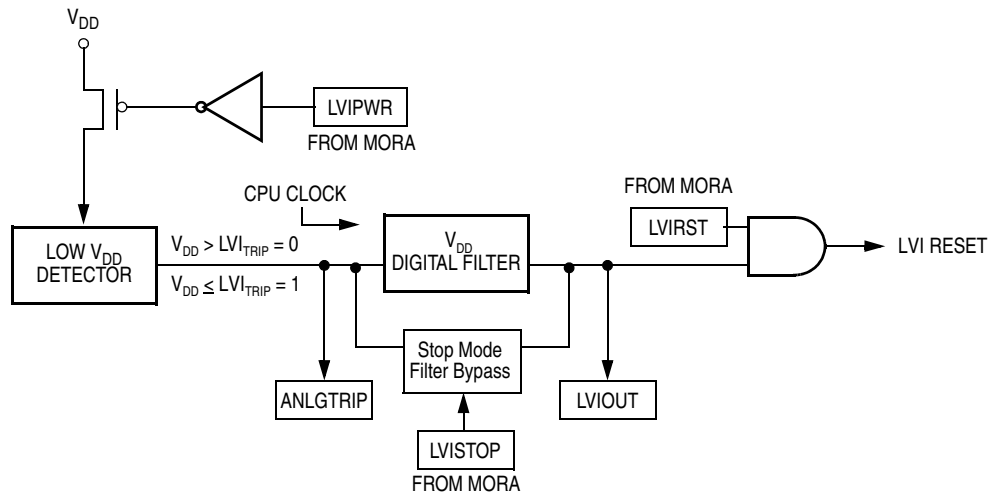 VDD
LVIPWR
FROM MORA
CPU CLOCK
FROM MORA
LVIRST
LOW VDD
DETECTOR
VDD > LVITRIP = 0
VDD ≤ LVITRIP = 1
VDD
DIGITAL FILTER
LVI RESET
Stop Mode
Filter Bypass
ANLGTRIP
LVIOUT
LVISTOP
FROM MORA